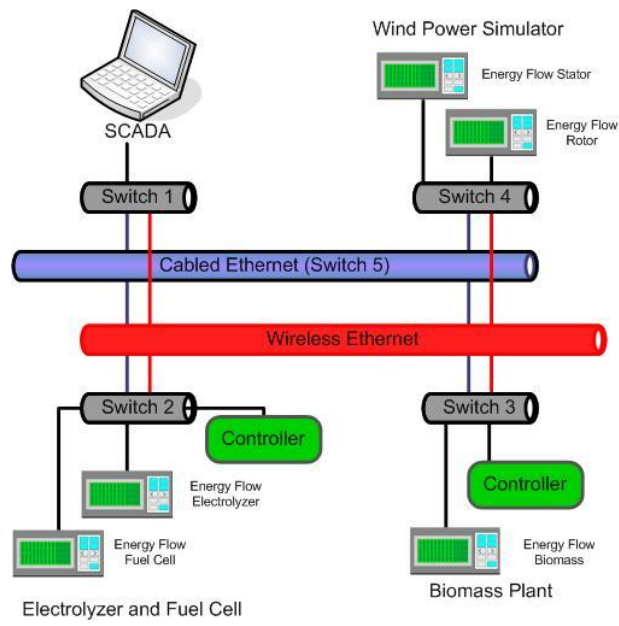 Wind Power Simulator
Energy Flow Stator
SCADA
Energy Flow
Rotor
Switch 1
Switch 4
Cabled Ethernet (Switch 5)
Wireless Ethernet
Switch 2
Switch 3
Controller
Controller
Energy Flow
Electrolyzer
Energy Flow
Fuel Cell
Energy Flow
Biomass
Biomass Plant
Electrolyzer and Fuel Cell